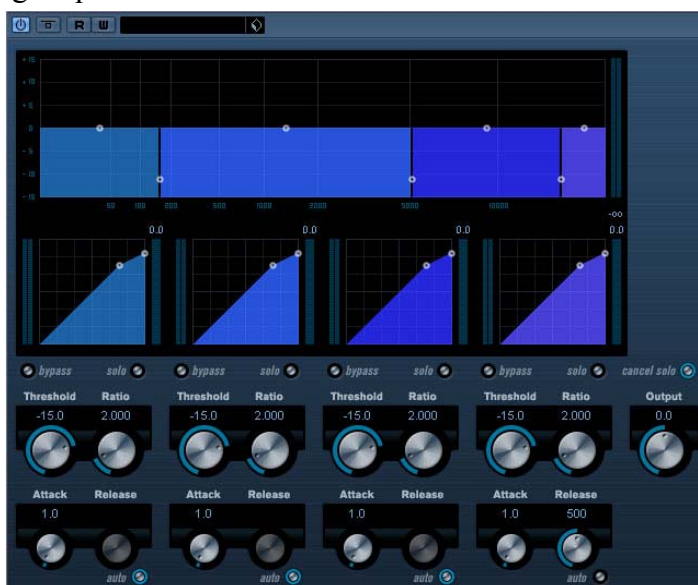 R W
+ 15
+ 10
+ 5
0
- 5
- 10
- 15
50 100 200 500 1000 2000 5000 10000
-oo
0.0 0.0 0.0 0.0
bypass solo bypass solo bypass solo bypass solo cancel solo
Threshold Ratio Threshold Ratio Threshold Ratio Threshold Ratio Output
-15.0 2.000 -15.0 2.000 -15.0 2.000 -15.0 2.000 0.0
Attack Release Attack Release Attack Release Attack Release
1.0 1.0 1.0 1.0 500
auto auto auto auto